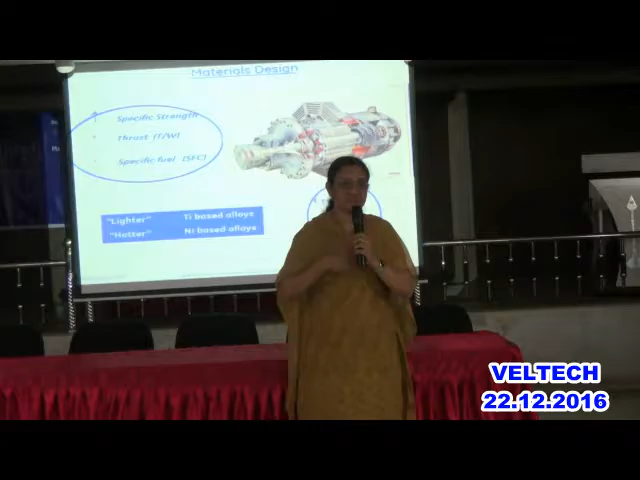 Materials Design
Specific Strength
Thrust (T/W)
Specific fuel (SFC)
"Lighter" Ti based alloys
"Hotter" Ni based alloys
VELTECH
22.12.2016